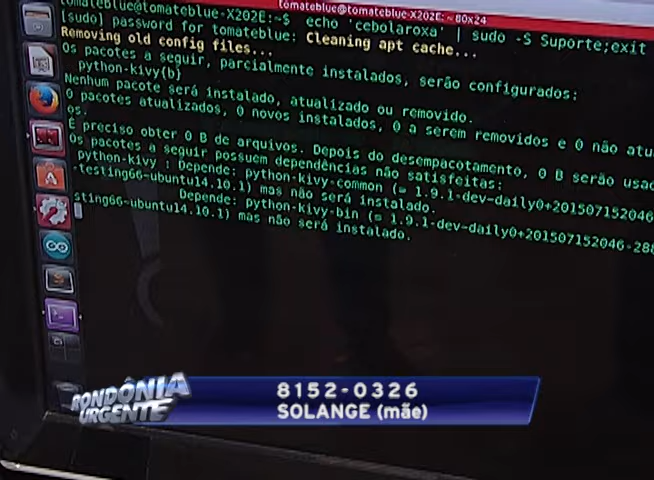 tomateblue@tomateblue-X202E: ~ 80x24
tomateblue@tomateblue-X202E:~$ echo 'cebolaroxa' | sudo -S Suporte;exit
[sudo] password for tomateblue: Cleaning apt cache...
Removing old config files...
Os pacotes a seguir, parcialmente instalados, serão configurados:
python-kivy{b}
Nenhum pacote será instalado, atualizado ou removido.
0 pacotes atualizados, 0 novos instalados, 0 a serem removidos e 0 não atu
os.
É preciso obter 0 B de arquivos. Depois do desempacotamento, 0 B serão usad
Os pacotes a seguir possuem dependências não satisfeitas:
python-kivy : Depende: python-kivy-common (= 1.9.1-dev-daily0+201507152046
-testing66~ubuntu14.10.1) mas não será instalado.
Depende: python-kivy-bin (= 1.9.1-dev-daily0+201507152046-288
sting66~ubuntu14.10.1) mas não será instalado.
RONDÔNIA
URGENTE
8152-0326
SOLANGE (mãe)